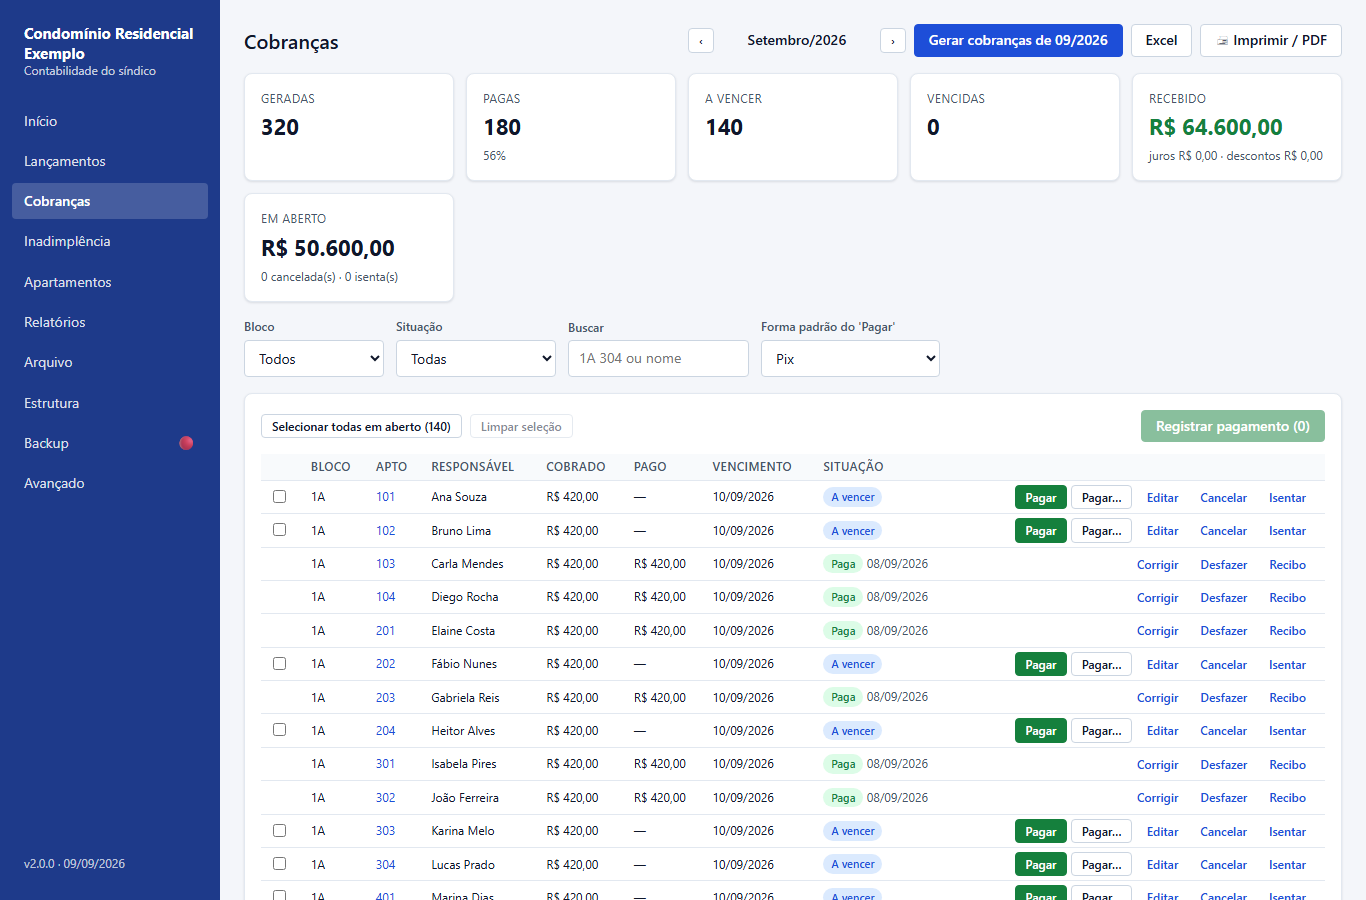 Condomínio Residencial
Exemplo
Contabilidade do síndico
Início
Lançamentos
Cobranças
Inadimplência
Apartamentos
Relatórios
Arquivo
Estrutura
Backup
Avançado
v2.0.0 · 09/09/2026
Cobranças
‹ Setembro/2026 › Gerar cobranças de 09/2026 Excel Imprimir / PDF
GERADAS
320
PAGAS
180
56%
A VENCER
140
VENCIDAS
0
RECEBIDO
R$ 64.600,00
juros R$ 0,00 · descontos R$ 0,00
EM ABERTO
R$ 50.600,00
0 cancelada(s) · 0 isenta(s)
Bloco Situação Buscar Forma padrão do 'Pagar'
Todos Todas 1A 304 ou nome Pix
Selecionar todas em aberto (140) Limpar seleção Registrar pagamento (0)
BLOCO APTO RESPONSÁVEL COBRADO PAGO VENCIMENTO SITUAÇÃO
1A 101 Ana Souza R$ 420,00 — 10/09/2026 A vencer Pagar Pagar... Editar Cancelar Isentar
1A 102 Bruno Lima R$ 420,00 — 10/09/2026 A vencer Pagar Pagar... Editar Cancelar Isentar
1A 103 Carla Mendes R$ 420,00 R$ 420,00 10/09/2026 Paga 08/09/2026 Corrigir Desfazer Recibo
1A 104 Diego Rocha R$ 420,00 R$ 420,00 10/09/2026 Paga 08/09/2026 Corrigir Desfazer Recibo
1A 201 Elaine Costa R$ 420,00 R$ 420,00 10/09/2026 Paga 08/09/2026 Corrigir Desfazer Recibo
1A 202 Fábio Nunes R$ 420,00 — 10/09/2026 A vencer Pagar Pagar... Editar Cancelar Isentar
1A 203 Gabriela Reis R$ 420,00 R$ 420,00 10/09/2026 Paga 08/09/2026 Corrigir Desfazer Recibo
1A 204 Heitor Alves R$ 420,00 — 10/09/2026 A vencer Pagar Pagar... Editar Cancelar Isentar
1A 301 Isabela Pires R$ 420,00 R$ 420,00 10/09/2026 Paga 08/09/2026 Corrigir Desfazer Recibo
1A 302 João Ferreira R$ 420,00 R$ 420,00 10/09/2026 Paga 08/09/2026 Corrigir Desfazer Recibo
1A 303 Karina Melo R$ 420,00 — 10/09/2026 A vencer Pagar Pagar... Editar Cancelar Isentar
1A 304 Lucas Prado R$ 420,00 — 10/09/2026 A vencer Pagar Pagar... Editar Cancelar Isentar
1A 401 Marina Dias R$ 420,00 — 10/09/2026 A vencer Pagar Pagar... Editar Cancelar Isentar